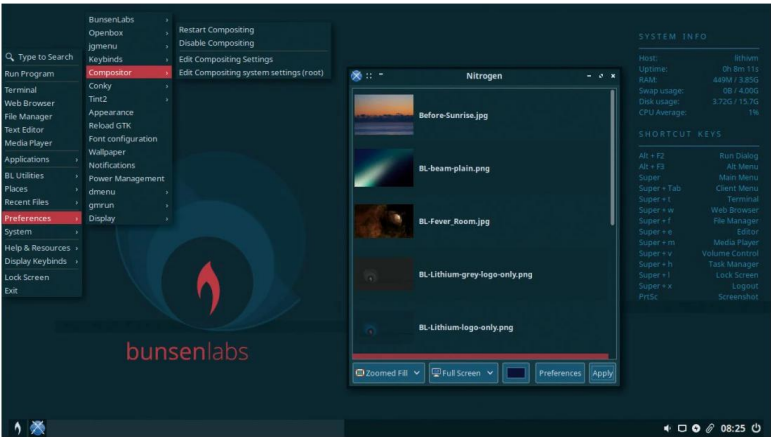 Type to Search
Run Program
Terminal
Web Browser
File Manager
Text Editor
Media Player
Applications
BL Utilities
Places
Recent Files
Preferences
System
Help & Resources
Display Keybinds
Lock Screen
Exit
BunsenLabs
Openbox
jgmenu
Keybinds
Compositor
Conky
Tint2
Appearance
Reload GTK
Font configuration
Wallpaper
Notifications
Power Management
dmenu
gmrun
Display
Restart Compositing
Disable Compositing
Edit Compositing Settings
Edit Compositing system settings (root)
bunsenlabs
Nitrogen
Before-Sunrise.jpg
BL-beam-plain.png
BL-Fever_Room.jpg
BL-Lithium-grey-logo-only.png
BL-Lithium-logo-only.png
Zoomed Fill Full Screen Preferences Apply
SYSTEM INFO
Host: lithium
Uptime: 0h 8m 11s
RAM: 449M / 3.85G
Swap usage: 0B / 4.00G
Disk usage: 3.72G / 15.7G
CPU Average: 1%
SHORTCUT KEYS
Alt + F2 Run Dialog
Alt + F3 Alt Menu
Super Main Menu
Super + Tab Client Menu
Super + t Terminal
Super + w Web Browser
Super + f File Manager
Super + e Editor
Super + m Media Player
Super + v Volume Control
Super + h Task Manager
Super + l Lock Screen
Super + x Logout
PrtSc Screenshot
08:25